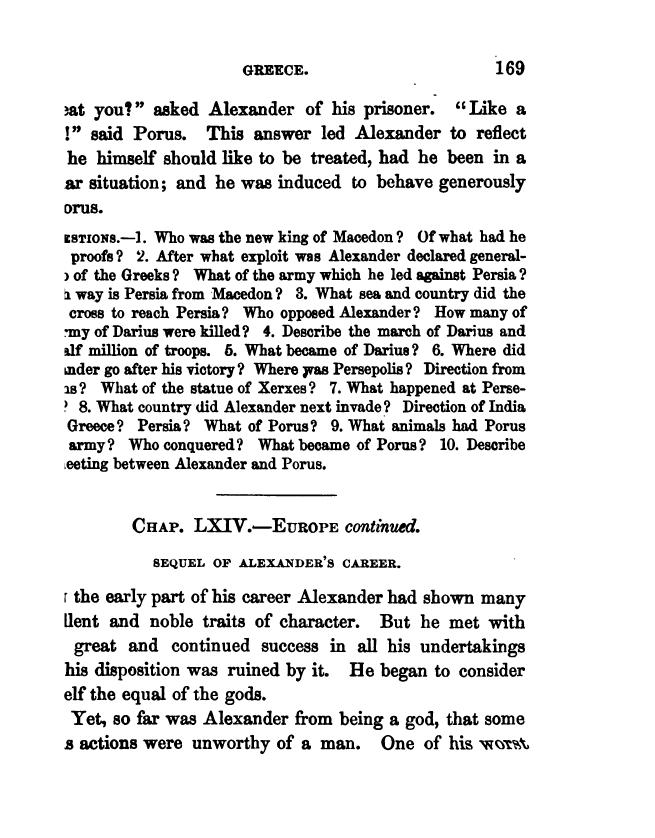 GREECE. 169
at you?” asked Alexander of his prisoner. “Like a
!” said Porus. This answer led Alexander to reflect
he himself should like to be treated, had he been in a
ar situation; and he was induced to behave generously
orus.
ESTIONS.—1. Who was the new king of Macedon? Of what had he
proofs? 2. After what exploit was Alexander declared general-
of the Greeks? What of the army which he led against Persia?
way is Persia from Macedon? 3. What sea and country did the
cross to reach Persia? Who opposed Alexander? How many of
my of Darius were killed? 4. Describe the march of Darius and
alf million of troops. 5. What became of Darius? 6. Where did
ander go after his victory? Where was Persepolis? Direction from
is? What of the statue of Xerxes? 7. What happened at Perse-
? 8. What country did Alexander next invade? Direction of India
Greece? Persia? What of Porus? 9. What animals had Porus
army? Who conquered? What became of Porus? 10. Describe
eeting between Alexander and Porus.
CHAP. LXIV.—EUROPE continued.
SEQUEL OF ALEXANDER'S CAREER.
the early part of his career Alexander had shown many
llent and noble traits of character. But he met with
great and continued success in all his undertakings
his disposition was ruined by it. He began to consider
elf the equal of the gods.
Yet, so far was Alexander from being a god, that some
s actions were unworthy of a man. One of his worst